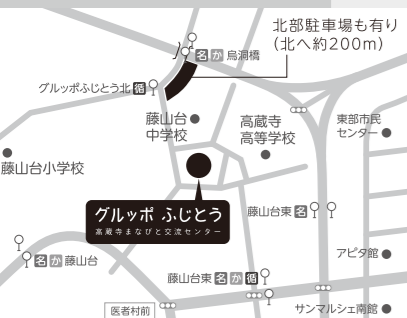 北部駐車場も有り
(北へ約200m)
名 か 烏洞橋
グルッポふじとう北 循
藤山台
中学校
高蔵寺
高等学校
東部市民
センター
藤山台小学校
グルッポ ふじとう
高蔵寺まなびと交流センター
藤山台東 名
名 か 藤山台
アピタ館
藤山台東 名 か 循
医者村前
サンマルシェ南館